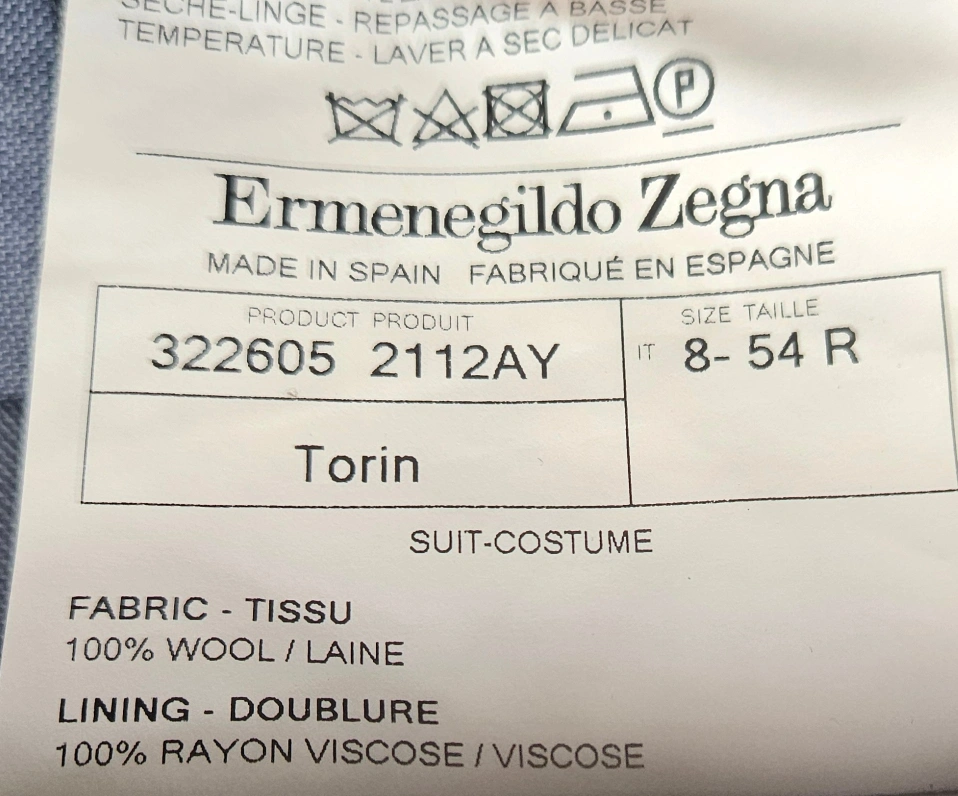 SÈCHE-LINGE - REPASSAGE A BASSE
TEMPERATURE - LAVER A SEC DELICAT
P
Ermenegildo Zegna
MADE IN SPAIN FABRIQUÉ EN ESPAGNE
PRODUCT PRODUIT
322605 2112AY
SIZE TAILLE
IT 8- 54 R
Torin
SUIT-COSTUME
FABRIC - TISSU
100% WOOL / LAINE
LINING - DOUBLURE
100% RAYON VISCOSE / VISCOSE